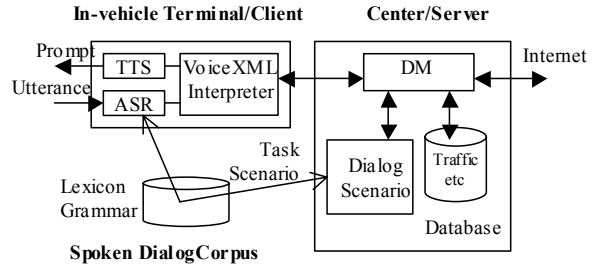 In-vehicle Terminal/Client
Center/Server
Prompt
Utterance
TTS
ASR
VoiceXML
Interpreter
DM
Internet
Task
Scenario
Dialog
Scenario
Traffic
etc
Database
Lexicon
Grammar
Spoken DialogCorpus